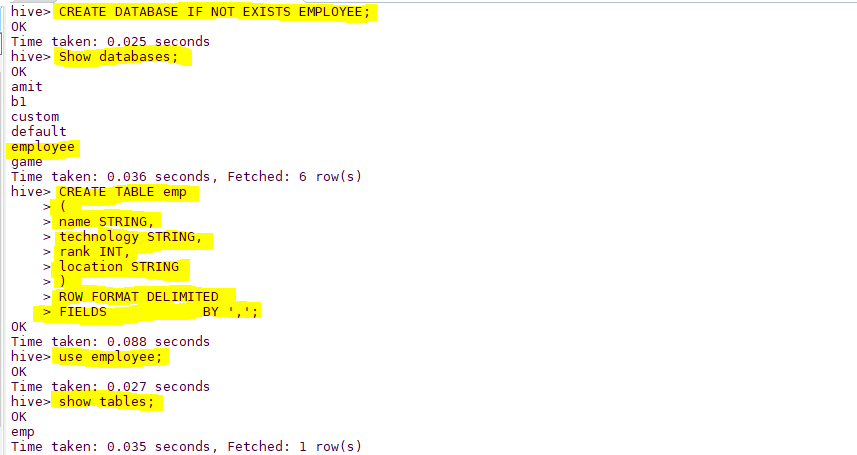 hive> CREATE DATABASE IF NOT EXISTS EMPLOYEE;
OK
Time taken: 0.025 seconds
hive> Show databases;
OK
amit
b1
custom
default
employee
game
Time taken: 0.036 seconds, Fetched: 6 row(s)
hive> CREATE TABLE emp
> (
> name STRING,
> technology STRING,
> rank INT,
> location STRING
> )
> ROW FORMAT DELIMITED
> FIELDS BY ',';
OK
Time taken: 0.088 seconds
hive> use employee;
OK
Time taken: 0.027 seconds
hive> show tables;
OK
emp
Time taken: 0.035 seconds, Fetched: 1 row(s)